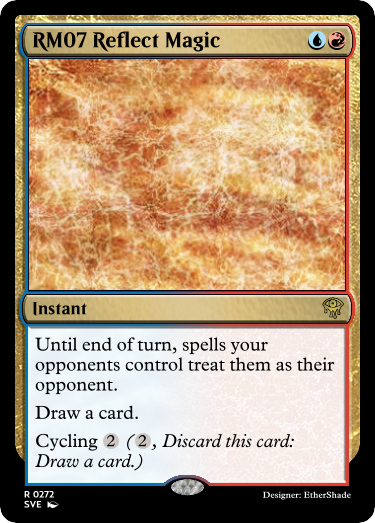 RM07 Reflect Magic
Instant
Until end of turn, spells your
opponents control treat them as their
opponent.
Draw a card.
Cycling 2 (2, Discard this card:
Draw a card.)
R 0272
SVE
Designer: EtherShade